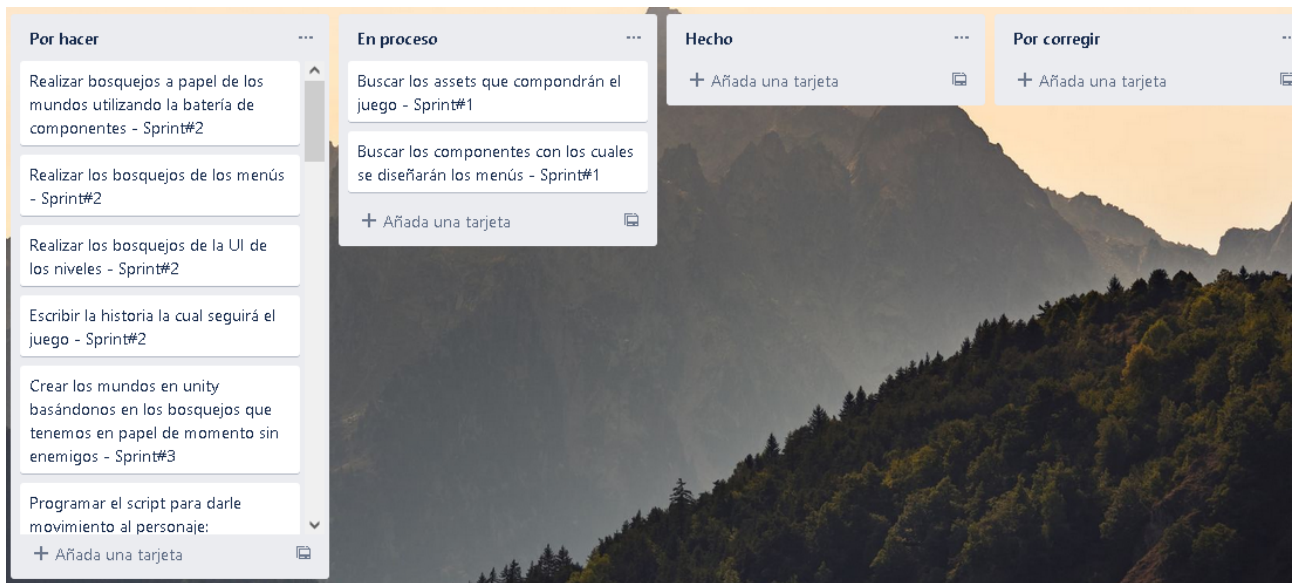 Por hacer
Realizar bosquejos a papel de los
mundos utilizando la batería de
componentes - Sprint#2
Realizar los bosquejos de los menús
- Sprint#2
Realizar los bosquejos de la UI de
los niveles - Sprint#2
Escribir la historia la cual seguirá el
juego - Sprint#2
Crear los mundos en unity
basándonos en los bosquejos que
tenemos en papel de momento sin
enemigos - Sprint#3
Programar el script para darle
movimiento al personaje:
+ Añada una tarjeta
En proceso
Buscar los assets que compondrán el
juego - Sprint#1
Buscar los componentes con los cuales
se diseñarán los menús - Sprint#1
+ Añada una tarjeta
Hecho
+ Añada una tarjeta
Por corregir
+ Añada una tarjeta